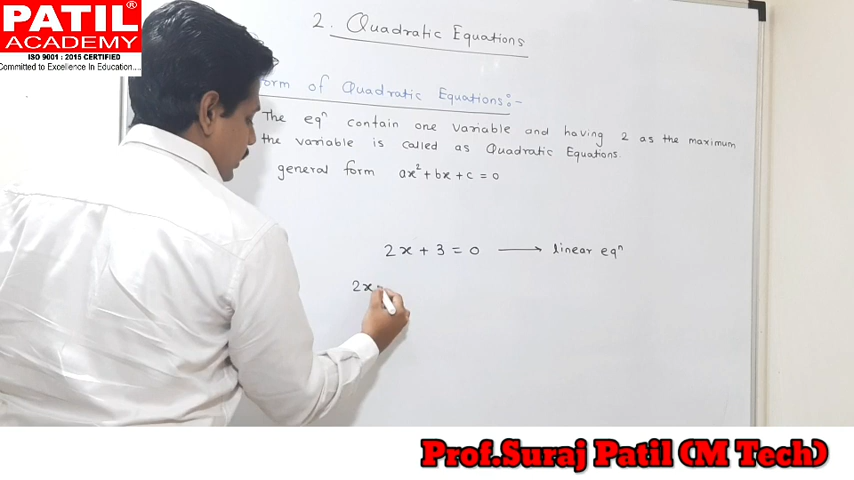 PATIL®
ACADEMY
ISO 9001 : 2015 CERTIFIED
Committed to Excellence In Education....
2. Quadratic Equations
orm of Quadratic Equations:-
The eqⁿ contain one variable and having 2 as the maximum
the variable is called as Quadratic Equations.
general form ax² + bx + c = 0
2x + 3 = 0 ⟶ linear eqⁿ
2x
Prof.Suraj Patil (M Tech)